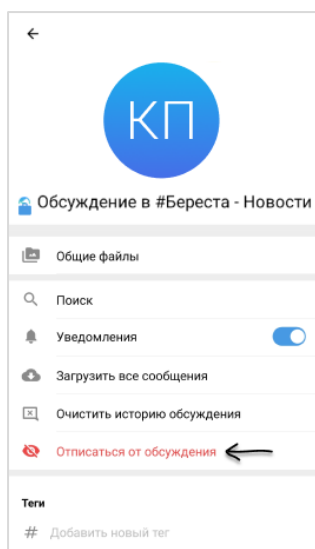 КП
Обсуждение в #Береста - Новости
Общие файлы
Поиск
Уведомления
Загрузить все сообщения
Очистить историю обсуждения
Отписаться от обсуждения
Теги
# Добавить новый тег